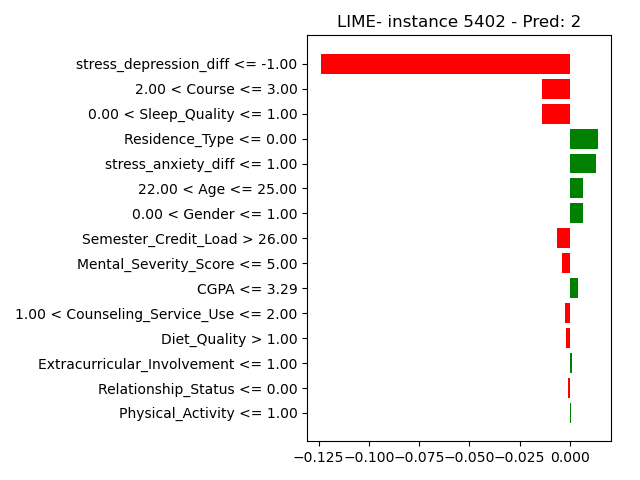 LIME- instance 5402 - Pred: 2
stress_depression_diff <= -1.00
2.00 < Course <= 3.00
0.00 < Sleep_Quality <= 1.00
Residence_Type <= 0.00
stress_anxiety_diff <= 1.00
22.00 < Age <= 25.00
0.00 < Gender <= 1.00
Semester_Credit_Load > 26.00
Mental_Severity_Score <= 5.00
CGPA <= 3.29
1.00 < Counseling_Service_Use <= 2.00
Diet_Quality > 1.00
Extracurricular_Involvement <= 1.00
Relationship_Status <= 0.00
Physical_Activity <= 1.00
−0.125 −0.100 −0.075 −0.050 −0.025 0.000